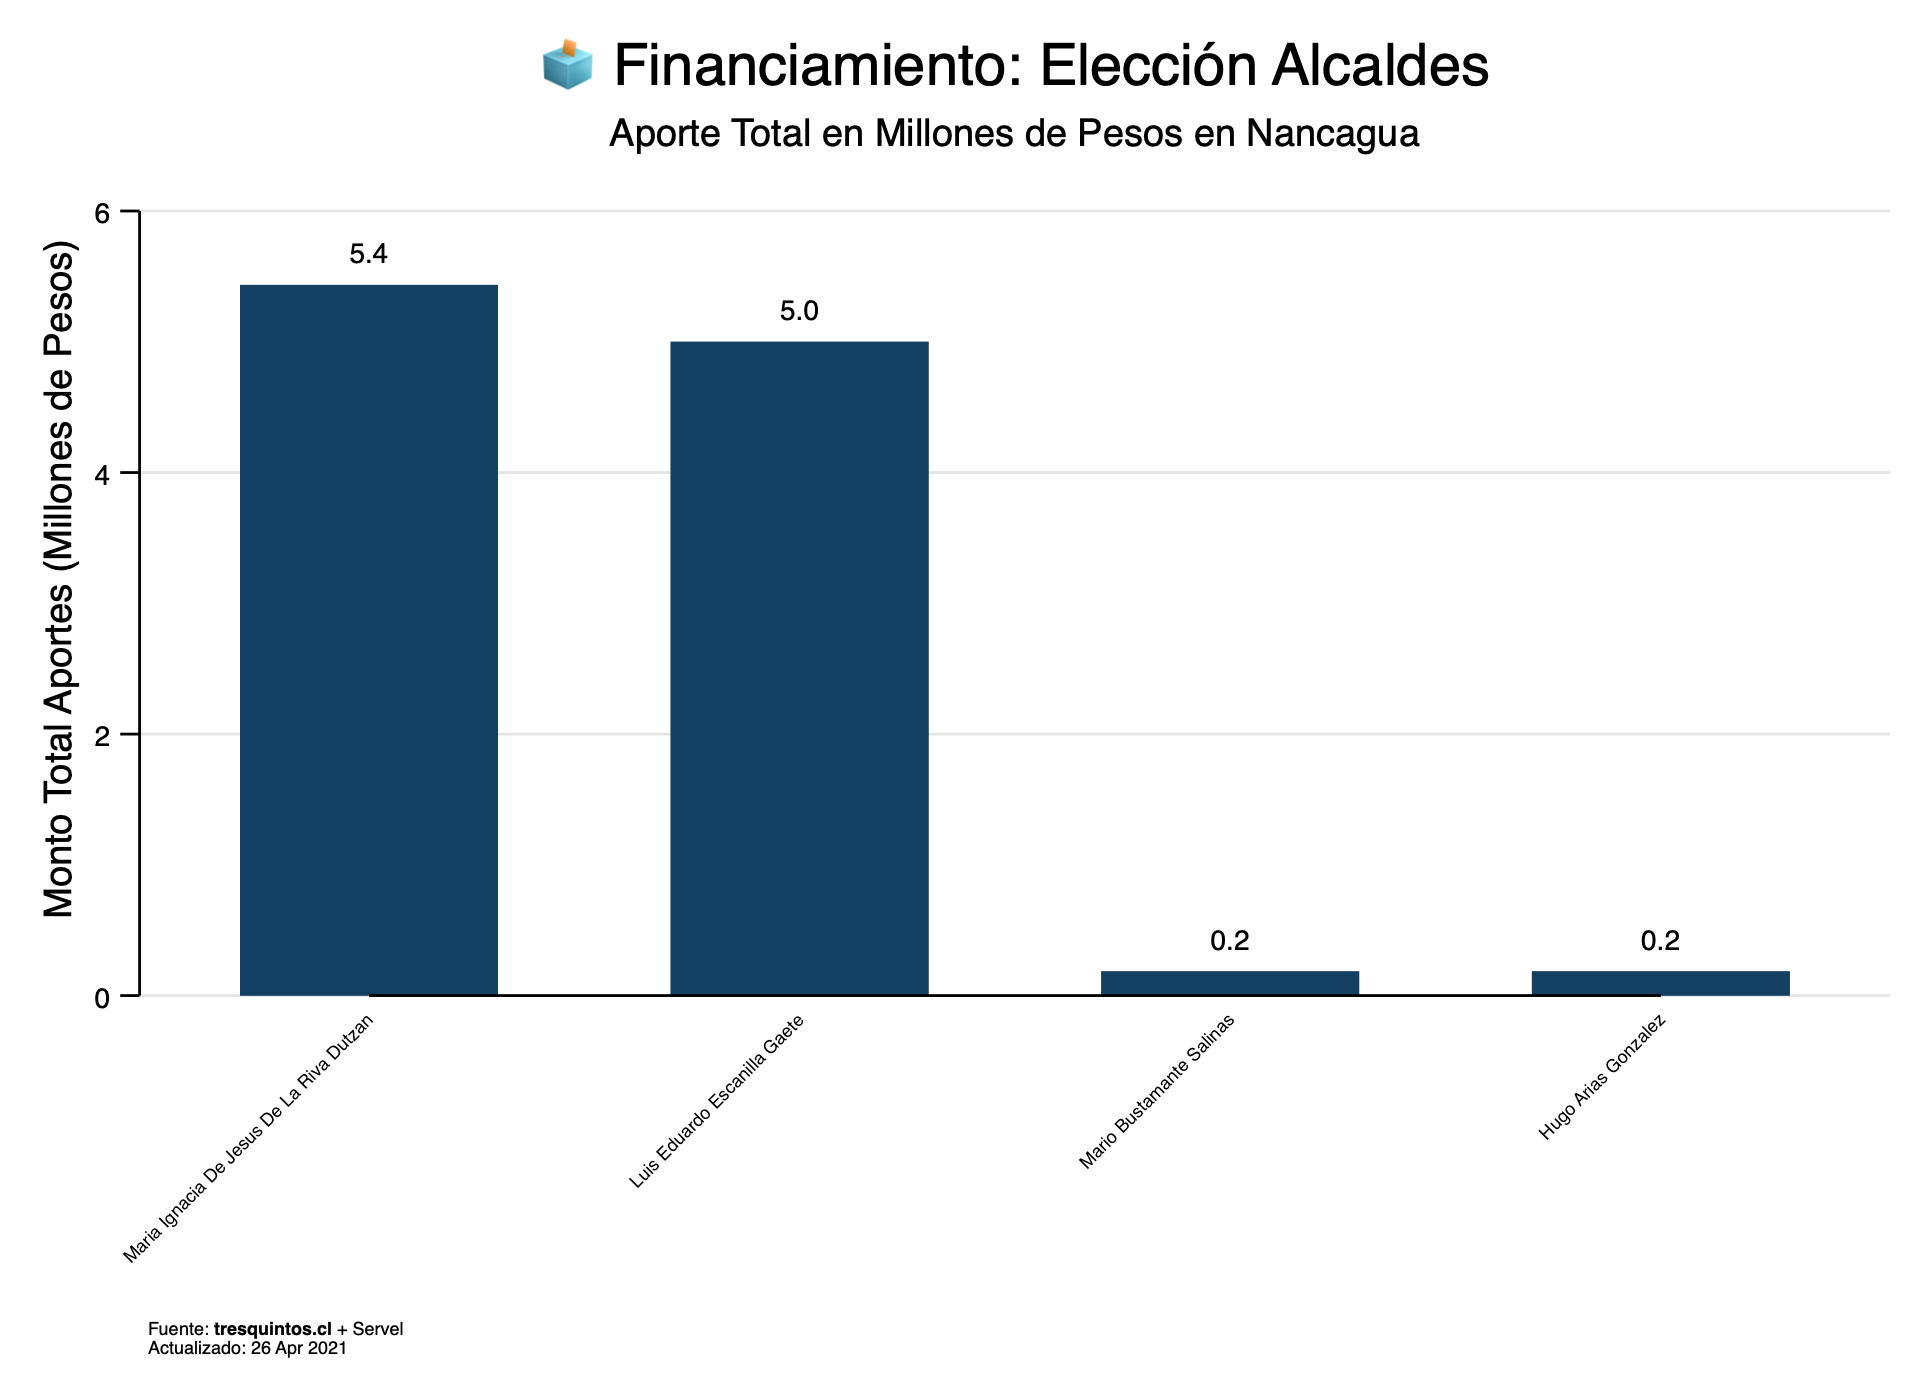 Financiamiento: Elección Alcaldes
Aporte Total en Millones de Pesos en Nancagua
Monto Total Aportes (Millones de Pesos)
6
4
2
0
5.4
5.0
0.2
0.2
Maria Ignacia De Jesus De La Riva Dutzan
Luis Eduardo Escanilla Gaete
Mario Bustamante Salinas
Hugo Arias Gonzalez
Fuente: tresquintos.cl + Servel
Actualizado: 26 Apr 2021